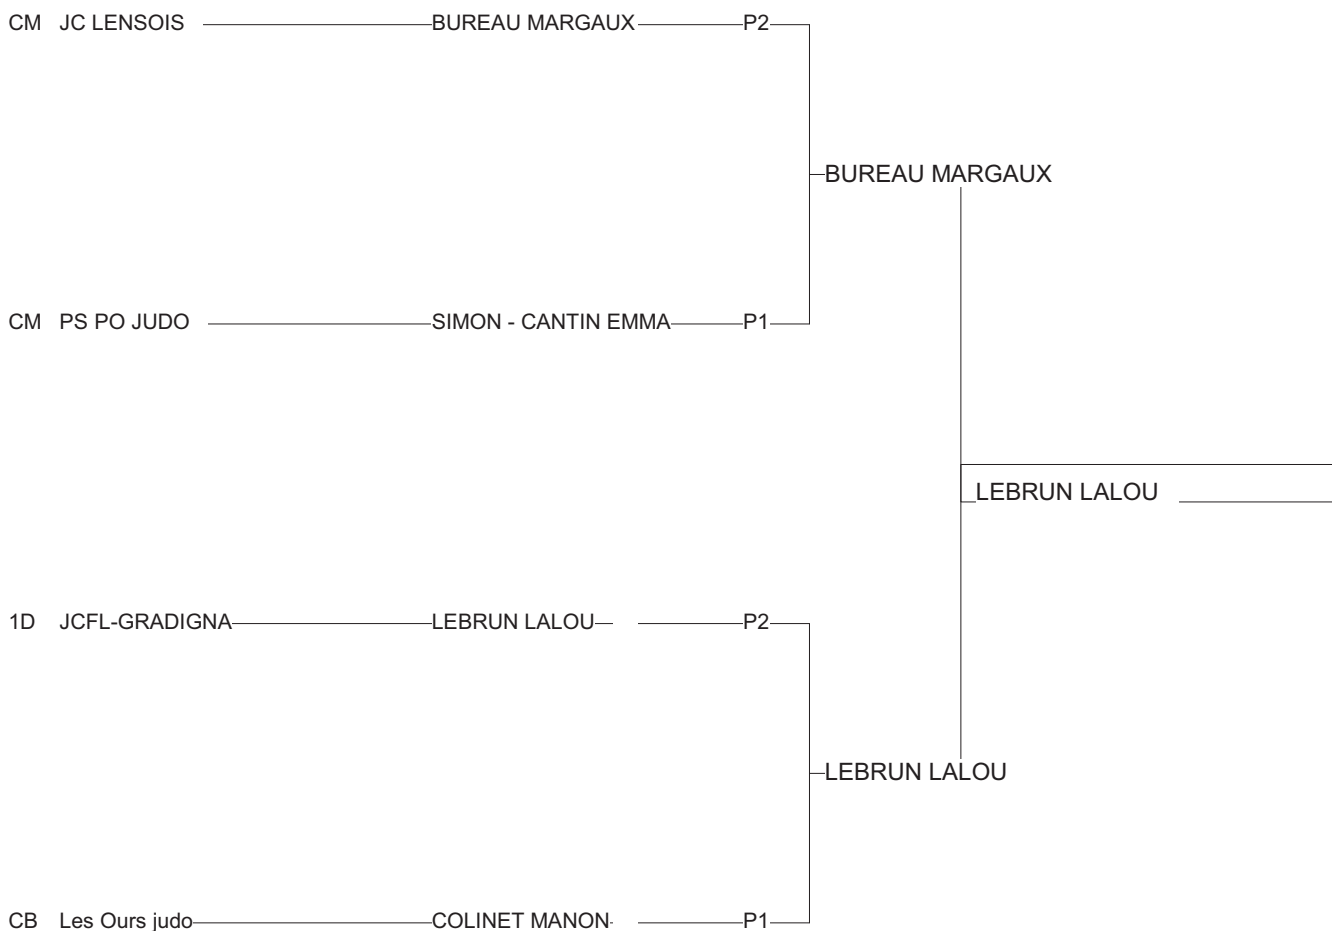 CM JC LENSOIS BUREAU MARGAUX P2
BUREAU MARGAUX
CM PS PO JUDO SIMON - CANTIN EMMA P1
LEBRUN LALOU
1D JCFL-GRADIGNA LEBRUN LALOU P2
LEBRUN LALOU
CB Les Ours judo COLINET MANON P1